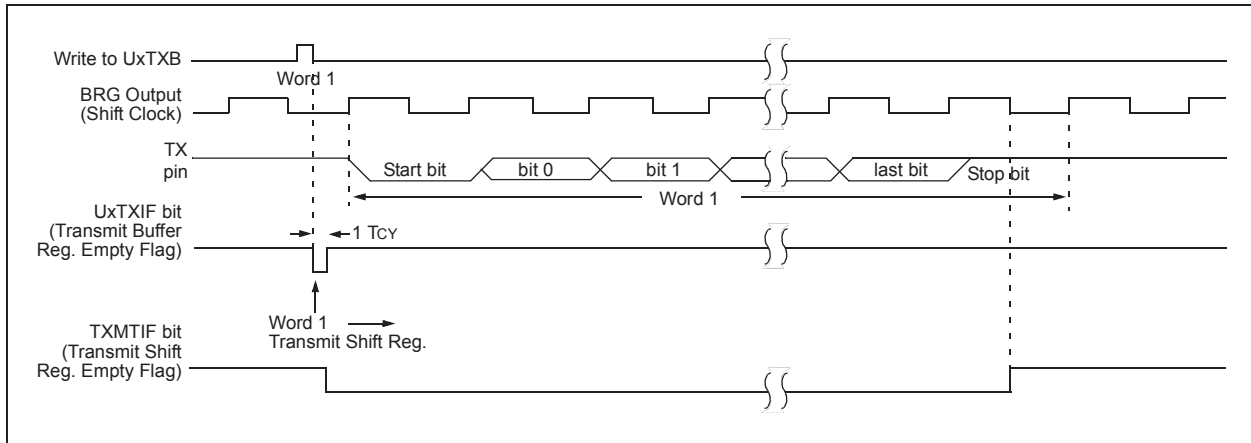 Write to UxTXB
Word 1
BRG Output
(Shift Clock)
TX
pin
Start bit
bit 0
bit 1
last bit
Stop bit
Word 1
UxTXIF bit
(Transmit Buffer
Reg. Empty Flag)
1 TCY
Word 1
Transmit Shift Reg.
TXMTIF bit
(Transmit Shift
Reg. Empty Flag)